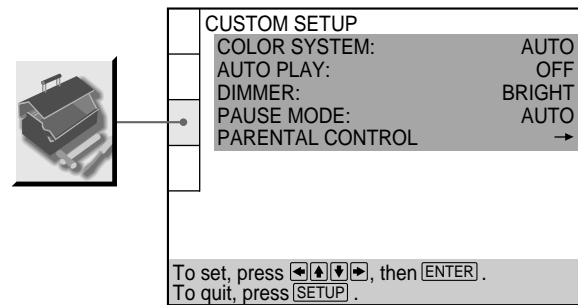 CUSTOM SETUP
COLOR SYSTEM: AUTO
AUTO PLAY: OFF
DIMMER: BRIGHT
PAUSE MODE: AUTO
PARENTAL CONTROL →
To set, press ←↑↓→, then ENTER .
To quit, press SETUP .